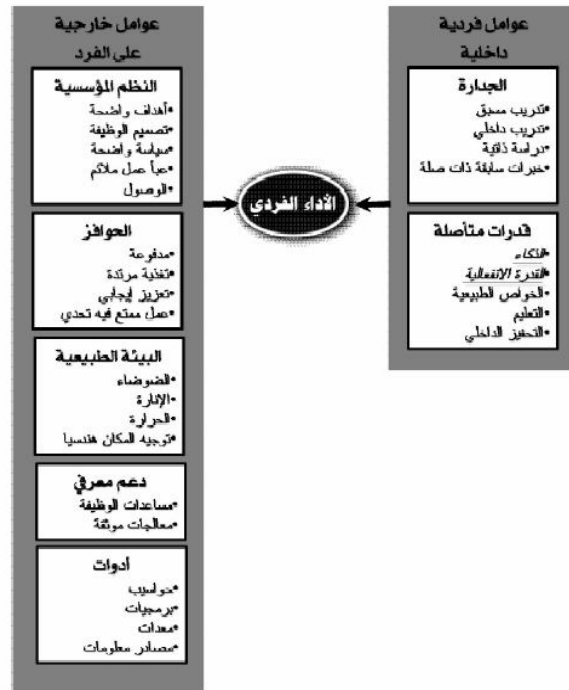 عوامل فردية
داخلية
الجدارة
•تدريب مسبق
•تدريب داخلي
•دراسة ذاتية
•خبرات سابقة ذات صلة
قدرات متأصلة
•الذكاء
•القدرة الانفعالية
•الخواص الطبيعية
•التعليم
•التحفيز الداخلي
الأداء الفردي
عوامل خارجية
على الفرد
النظم المؤسسية
•أهداف واضحة
•تصميم الوظيفة
•سياسة واضحة
•عبأ عمل ملائم
•الوصول
الحوافز
•مدفوعة
•تغذية مرتدة
•تعزيز إيجابي
•عمل ممتع فيه تحدي
البيئة الطبيعية
•الضوضاء
•الإنارة
•الحرارة
•توجيه المكان هندسيا
دعم معرفي
•مساعدات الوظيفة
•معالجات موثقة
أدوات
•حواسيب
•برمجيات
•معدات
•مصادر معلومات